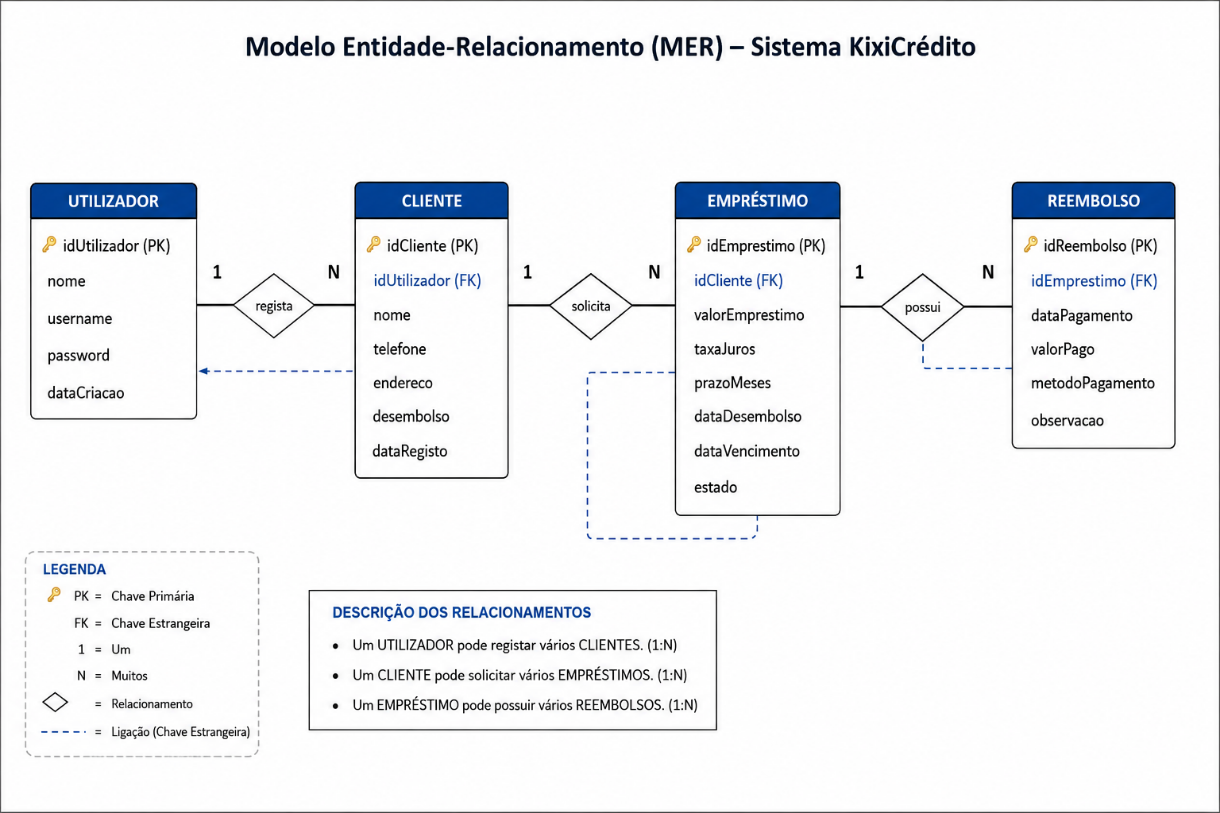 Modelo Entidade-Relacionamento (MER) – Sistema KixiCrédito
UTILIZADOR
idUtilizador (PK)
nome
username
password
dataCriacao
1
regista
N
CLIENTE
idCliente (PK)
idUtilizador (FK)
nome
telefone
endereco
desembolso
dataRegisto
1
solicita
N
EMPRÉSTIMO
idEmprestimo (PK)
idCliente (FK)
valorEmprestimo
taxaJuros
prazoMeses
dataDesembolso
dataVencimento
estado
1
possui
N
REEMBOLSO
idReembolso (PK)
idEmprestimo (FK)
dataPagamento
valorPago
metodoPagamento
observacao
LEGENDA
PK = Chave Primária
FK = Chave Estrangeira
1 = Um
N = Muitos
= Relacionamento
= Ligação (Chave Estrangeira)
DESCRIÇÃO DOS RELACIONAMENTOS
• Um UTILIZADOR pode registar vários CLIENTES. (1:N)
• Um CLIENTE pode solicitar vários EMPRÉSTIMOS. (1:N)
• Um EMPRÉSTIMO pode possuir vários REEMBOLSOS. (1:N)